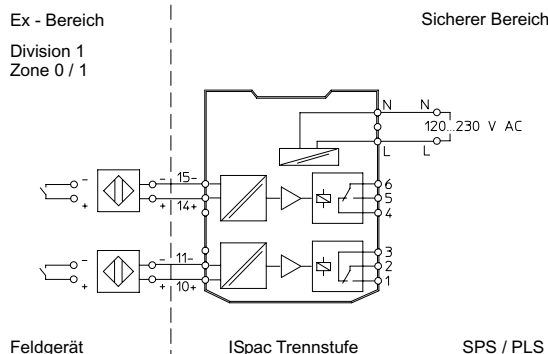 Ex - Bereich
Sicherer Bereich
Division 1
Zone 0 / 1
N N
120...230 V AC
L L
- - 15-
+ + 14+
6
5
4
- - 11-
+ + 10+
3
2
1
Feldgerät
ISpac Trennstufe
SPS / PLS